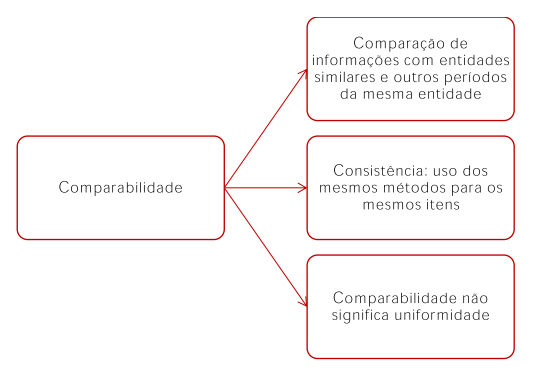 Comparabilidade
Comparação de
informações com entidades
similares e outros períodos
da mesma entidade
Consistência: uso dos
mesmos métodos para os
mesmos itens
Comparabilidade não
significa uniformidade